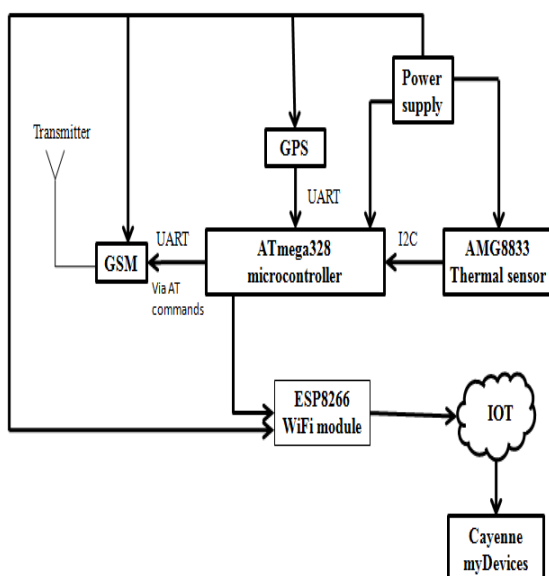 Power
supply
Transmitter
GPS
UART
UART
I2C
ATmega328
microcontroller
AMG8833
Thermal sensor
GSM
Via AT
commands
ESP8266
WiFi module
IOT
Cayenne
myDevices